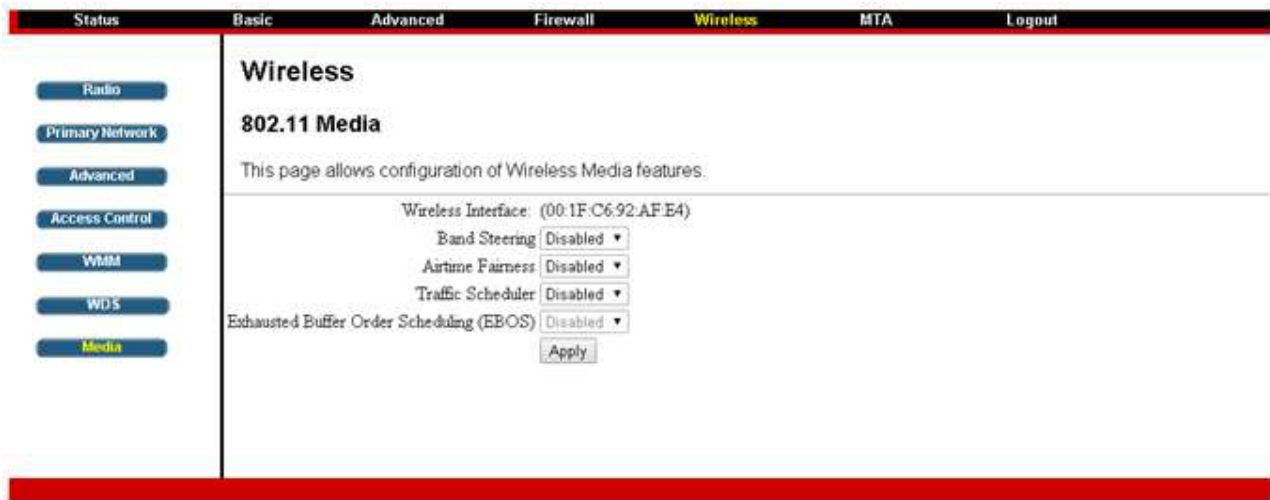 Status Basic Advanced Firewall Wireless MTA Logout
Radio
Primary Network
Advanced
Access Control
WMM
WDS
Media
Wireless
802.11 Media
This page allows configuration of Wireless Media features.
Wireless Interface: (00:1F:C6:92:AF:E4)
Band Steering Disabled
Airtime Fairness Disabled
Traffic Scheduler Disabled
Exhausted Buffer Order Scheduling (EBOS) Disabled
Apply